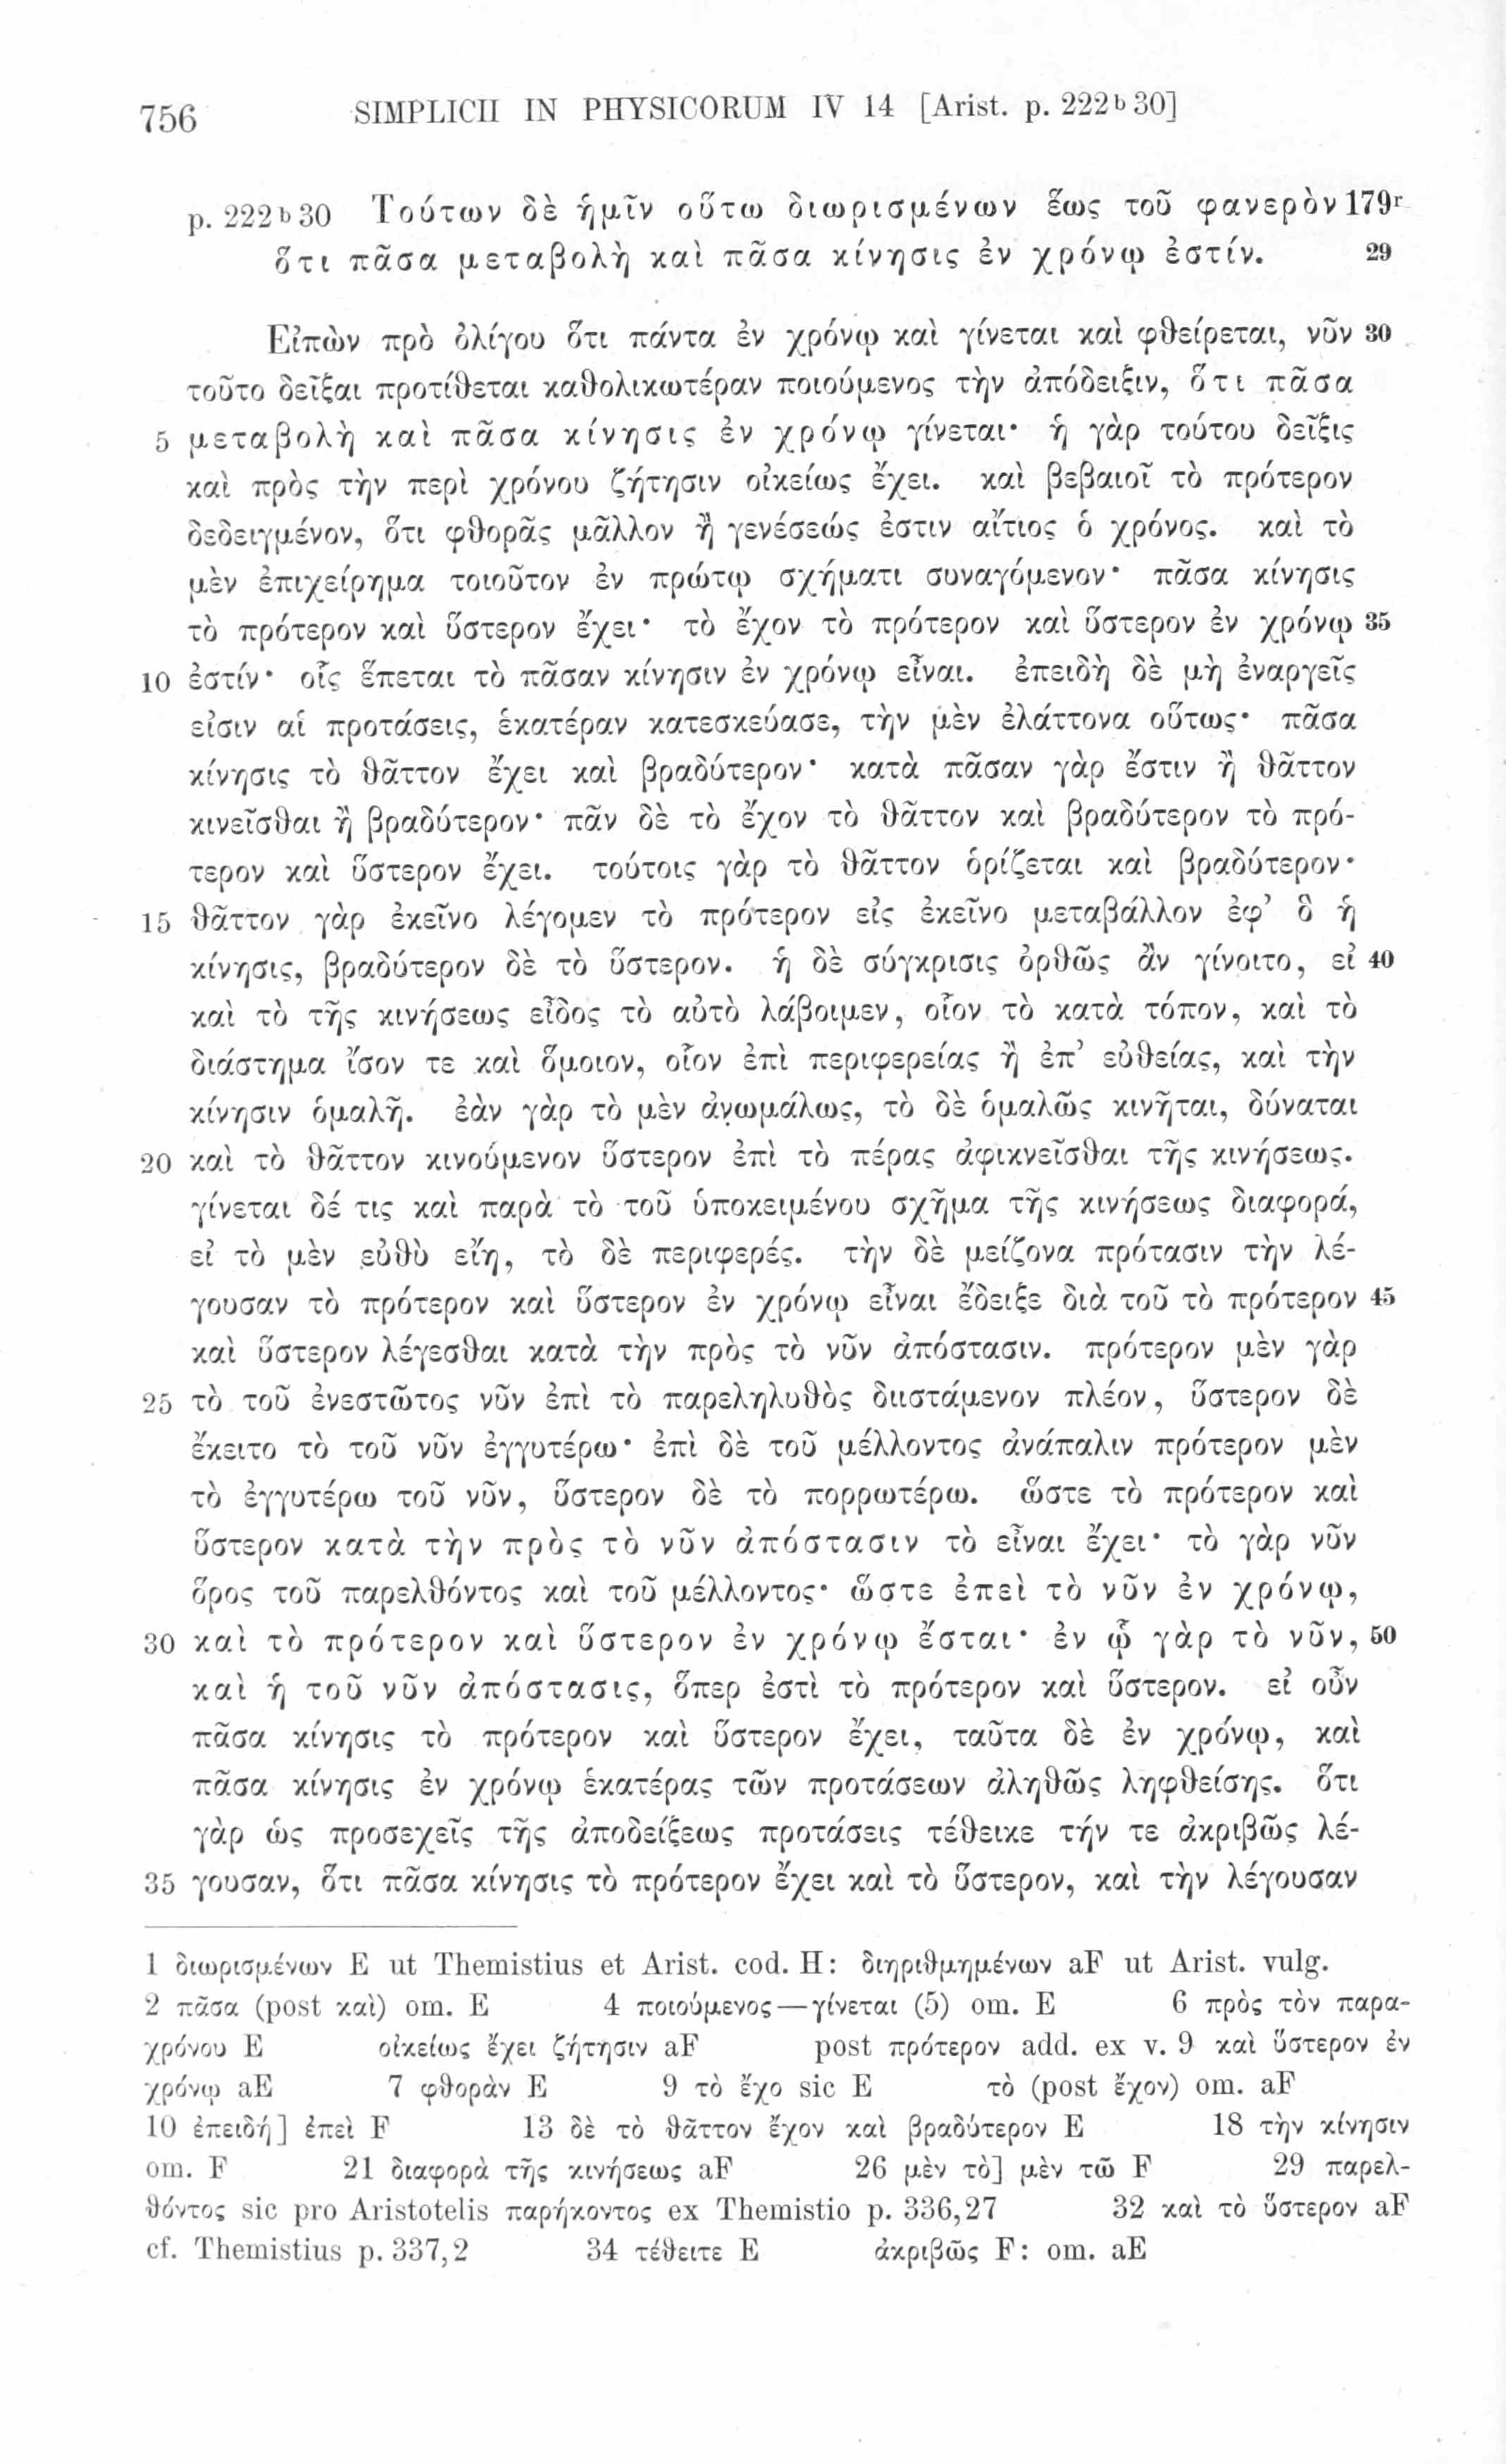 756 SIMPLICII IN PHYSICORUM IV 14 [Arist. p. 222ᵇ30]
p. 222ᵇ30 Τούτων δὲ ἡμῖν οὕτω διωρισμένων ἕως τοῦ φανερὸν 179ʳ
ὅτι πᾶσα μεταβολὴ καὶ πᾶσα κίνησις ἐν χρόνῳ ἐστίν. 29
Εἰπὼν πρὸ ὀλίγου ὅτι πάντα ἐν χρόνῳ καὶ γίνεται καὶ φθείρεται, νῦν 30
τοῦτο δεῖξαι προτίθεται καθολικωτέραν ποιούμενος τὴν ἀπόδειξιν, ὅτι πᾶσα
5 μεταβολὴ καὶ πᾶσα κίνησις ἐν χρόνῳ γίνεται· ἡ γὰρ τούτου δεῖξις
καὶ πρὸς τὴν περὶ χρόνου ζήτησιν οἰκείως ἔχει. καὶ βεβαιοῖ τὸ πρότερον
δεδειγμένον, ὅτι φθορᾶς μᾶλλον ἢ γενέσεώς ἐστιν αἴτιος ὁ χρόνος. καὶ τὸ
μὲν ἐπιχείρημα τοιοῦτον ἐν πρώτῳ σχήματι συναγόμενον· πᾶσα κίνησις
τὸ πρότερον καὶ ὕστερον ἔχει· τὸ ἔχον τὸ πρότερον καὶ ὕστερον ἐν χρόνῳ 35
10 ἐστίν· οἷς ἕπεται τὸ πᾶσαν κίνησιν ἐν χρόνῳ εἶναι. ἐπειδὴ δὲ μὴ ἐναργεῖς
εἰσιν αἱ προτάσεις, ἑκατέραν κατεσκεύασε, τὴν μὲν ἐλάττονα οὕτως· πᾶσα
κίνησις τὸ θᾶττον ἔχει καὶ βραδύτερον· κατὰ πᾶσαν γὰρ ἔστιν ἢ θᾶττον
κινεῖσθαι ἢ βραδύτερον· πᾶν δὲ τὸ ἔχον τὸ θᾶττον καὶ βραδύτερον τὸ πρό-
τερον καὶ ὕστερον ἔχει. τούτοις γὰρ τὸ θᾶττον ὁρίζεται καὶ βραδύτερον·
15 θᾶττον γὰρ ἐκεῖνο λέγομεν τὸ πρότερον εἰς ἐκεῖνο μεταβάλλον ἐφ’ ὃ ἡ
κίνησις, βραδύτερον δὲ τὸ ὕστερον. ἡ δὲ σύγκρισις ὀρθῶς ἂν γίνοιτο, εἰ 40
καὶ τὸ τῆς κινήσεως εἶδος τὸ αὐτὸ λάβοιμεν, οἷον τὸ κατὰ τόπον, καὶ τὸ
διάστημα ἴσον τε καὶ ὅμοιον, οἷον ἐπὶ περιφερείας ἢ ἐπ’ εὐθείας, καὶ τὴν
κίνησιν ὁμαλῆ. ἐὰν γὰρ τὸ μὲν ἀνωμάλως, τὸ δὲ ὁμαλῶς κινῆται, δύναται
20 καὶ τὸ θᾶττον κινούμενον ὕστερον ἐπὶ τὸ πέρας ἀφικνεῖσθαι τῆς κινήσεως.
γίνεται δέ τις καὶ παρὰ τὸ τοῦ ὑποκειμένου σχῆμα τῆς κινήσεως διαφορά,
εἰ τὸ μὲν εὐθὺ εἴη, τὸ δὲ περιφερές. τὴν δὲ μείζονα πρότασιν τὴν λέ-
γουσαν τὸ πρότερον καὶ ὕστερον ἐν χρόνῳ εἶναι ἔδειξε διὰ τοῦ τὸ πρότερον 45
καὶ ὕστερον λέγεσθαι κατὰ τὴν πρὸς τὸ νῦν ἀπόστασιν. πρότερον μὲν γὰρ
25 τὸ τοῦ ἐνεστῶτος νῦν ἐπὶ τὸ παρεληλυθὸς διιστάμενον πλέον, ὕστερον δὲ
ἔκειτο τὸ τοῦ νῦν ἐγγυτέρω· ἐπὶ δὲ τοῦ μέλλοντος ἀνάπαλιν πρότερον μὲν
τὸ ἐγγυτέρω τοῦ νῦν, ὕστερον δὲ τὸ πορρωτέρω. ὥστε τὸ πρότερον καὶ
ὕστερον κατὰ τὴν πρὸς τὸ νῦν ἀπόστασιν τὸ εἶναι ἔχει· τὸ γὰρ νῦν
ὅρος τοῦ παρελθόντος καὶ τοῦ μέλλοντος· ὥστε ἐπεὶ τὸ νῦν ἐν χρόνῳ,
30 καὶ τὸ πρότερον καὶ ὕστερον ἐν χρόνῳ ἔσται· ἐν ᾧ γὰρ τὸ νῦν, 50
καὶ ἡ τοῦ νῦν ἀπόστασις, ὅπερ ἐστὶ τὸ πρότερον καὶ ὕστερον. εἰ οὖν
πᾶσα κίνησις τὸ πρότερον καὶ ὕστερον ἔχει, ταῦτα δὲ ἐν χρόνῳ, καὶ
πᾶσα κίνησις ἐν χρόνῳ ἑκατέρας τῶν προτάσεων ἀληθῶς ληφθείσης. ὅτι
γὰρ ὡς προσεχεῖς τῆς ἀποδείξεως προτάσεις τέθεικε τήν τε ἀκριβῶς λέ-
35 γουσαν, ὅτι πᾶσα κίνησις τὸ πρότερον ἔχει καὶ τὸ ὕστερον, καὶ τὴν λέγουσαν
1 διωρισμένων E ut Themistius et Arist. cod. H: διηριθμημένων aF ut Arist. vulg.
2 πᾶσα (post καὶ) om. E 4 ποιούμενος—γίνεται (5) om. E 6 πρὸς τὸν παρα-
χρόνου E οἰκείως ἔχει ζήτησιν aF post πρότερον add. ex v. 9 καὶ ὕστερον ἐν
χρόνῳ aE 7 φθορὰν E 9 τὸ ἔχο sic E τὸ (post ἔχον) om. aF
10 ἐπειδή] ἐπεὶ F 13 δὲ τὸ θᾶττον ἔχον καὶ βραδύτερον E 18 τὴν κίνησιν
om. F 21 διαφορὰ τῆς κινήσεως aF 26 μὲν τὸ] μὲν τῶ F 29 παρελ-
θόντος sic pro Aristotelis παρήκοντος ex Themistio p. 336,27 32 καὶ τὸ ὕστερον aF
cf. Themistius p. 337,2 34 τέθειτε E ἀκριβῶς F: om. aE